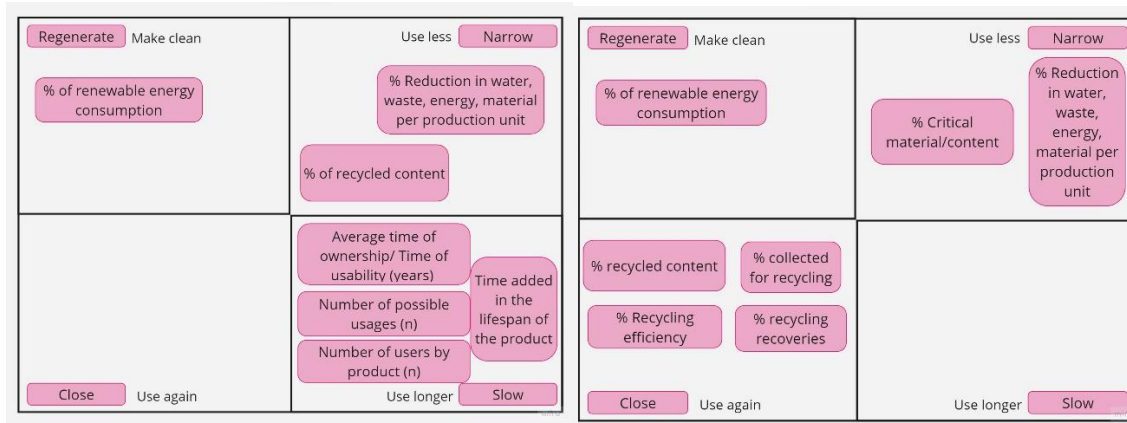 Regenerate Make clean
Use less Narrow
% of renewable energy
consumption
% Reduction in water,
waste, energy, material
per production unit
% of recycled content
Average time of
ownership/ Time of
usability (years)
Number of possible
usages (n)
Number of users by
product (n)
Time added
in the
lifespan of
the product
Close Use again
Use longer Slow
miro
Regenerate Make clean
Use less Narrow
% of renewable energy
consumption
% Critical
material/content
% Reduction
in water,
waste,
energy,
material per
production
unit
% recycled content
% collected
for recycling
% Recycling
efficiency
% recycling
recoveries
Close Use again
Use longer Slow